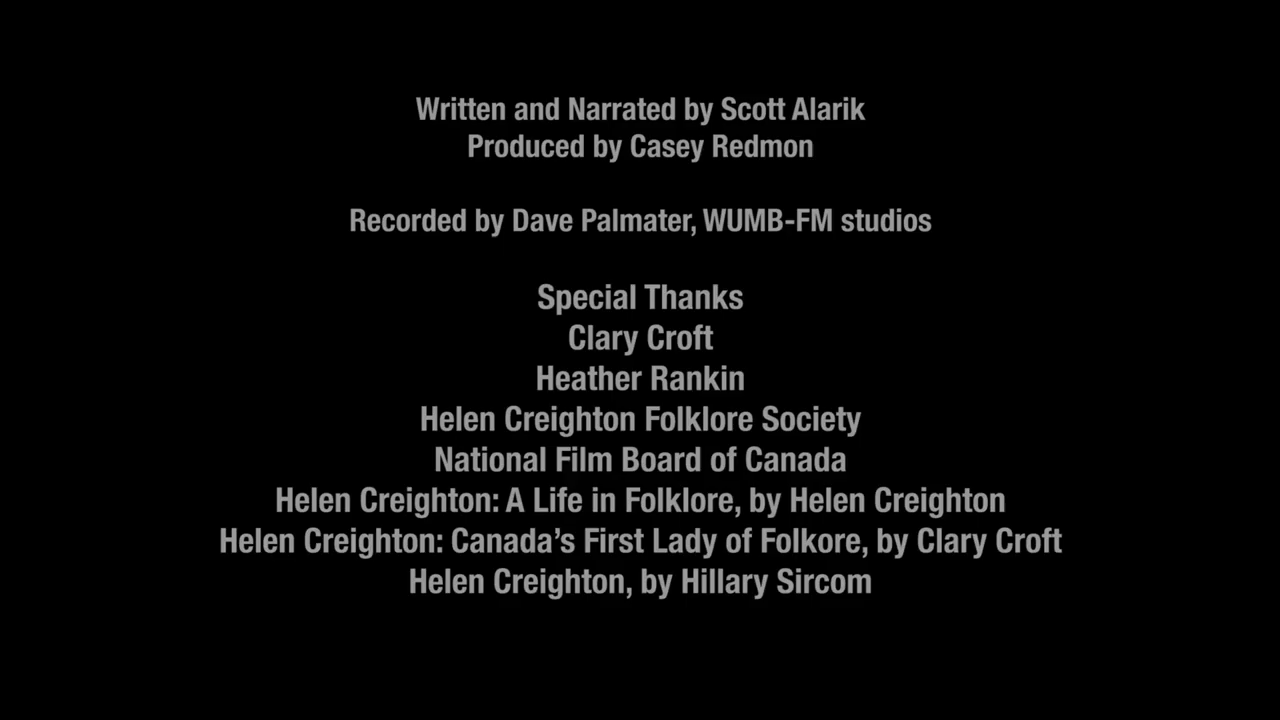 Written and Narrated by Scott Alarik
Produced by Casey Redmon
Recorded by Dave Palmater, WUMB-FM studios
Special Thanks
Clary Croft
Heather Rankin
Helen Creighton Folklore Society
National Film Board of Canada
Helen Creighton: A Life in Folklore, by Helen Creighton
Helen Creighton: Canada’s First Lady of Folkore, by Clary Croft
Helen Creighton, by Hillary Sircom